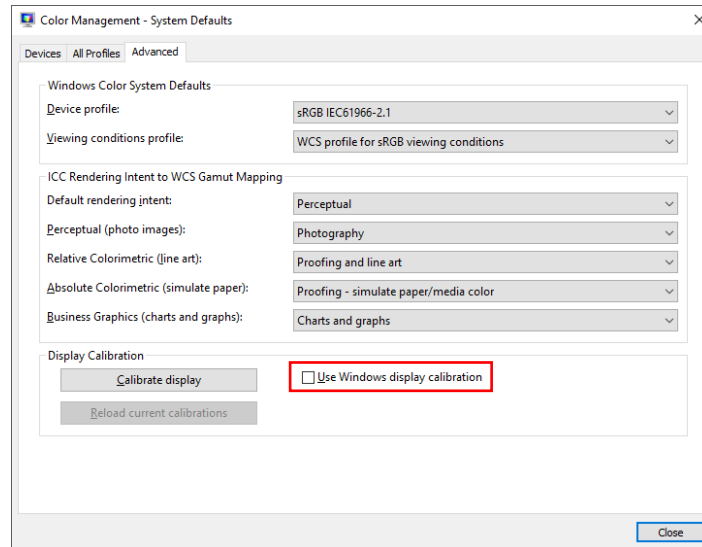 Color Management - System Defaults
Devices All Profiles Advanced
Windows Color System Defaults
Device profile: sRGB IEC61966-2.1
Viewing conditions profile: WCS profile for sRGB viewing conditions
ICC Rendering Intent to WCS Gamut Mapping
Default rendering intent: Perceptual
Perceptual (photo images): Photography
Relative Colorimetric (line art): Proofing and line art
Absolute Colorimetric (simulate paper): Proofing - simulate paper/media color
Business Graphics (charts and graphs): Charts and graphs
Display Calibration
Calibrate display Use Windows display calibration
Reload current calibrations
Close